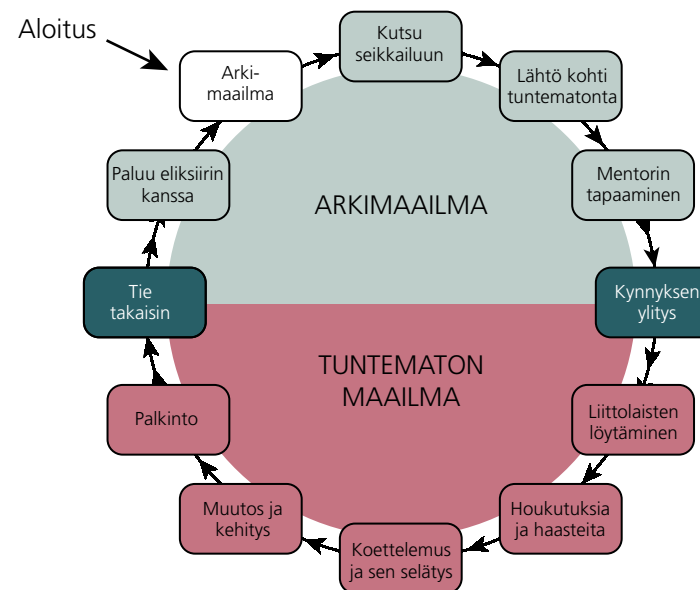 Aloitus
Arki-
maailma
Kutsu
seikkailuun
Lähtö kohti
tuntematonta
Mentorin
tapaaminen
Kynnyksen
ylitys
Liittolaisten
löytäminen
Houkutuksia
ja haasteita
Koettelemus
ja sen selätys
Muutos ja
kehitys
Palkinto
Tie
takaisin
Paluu eliksiirin
kanssa
ARKIMAAILMA
TUNTEMATON
MAAILMA